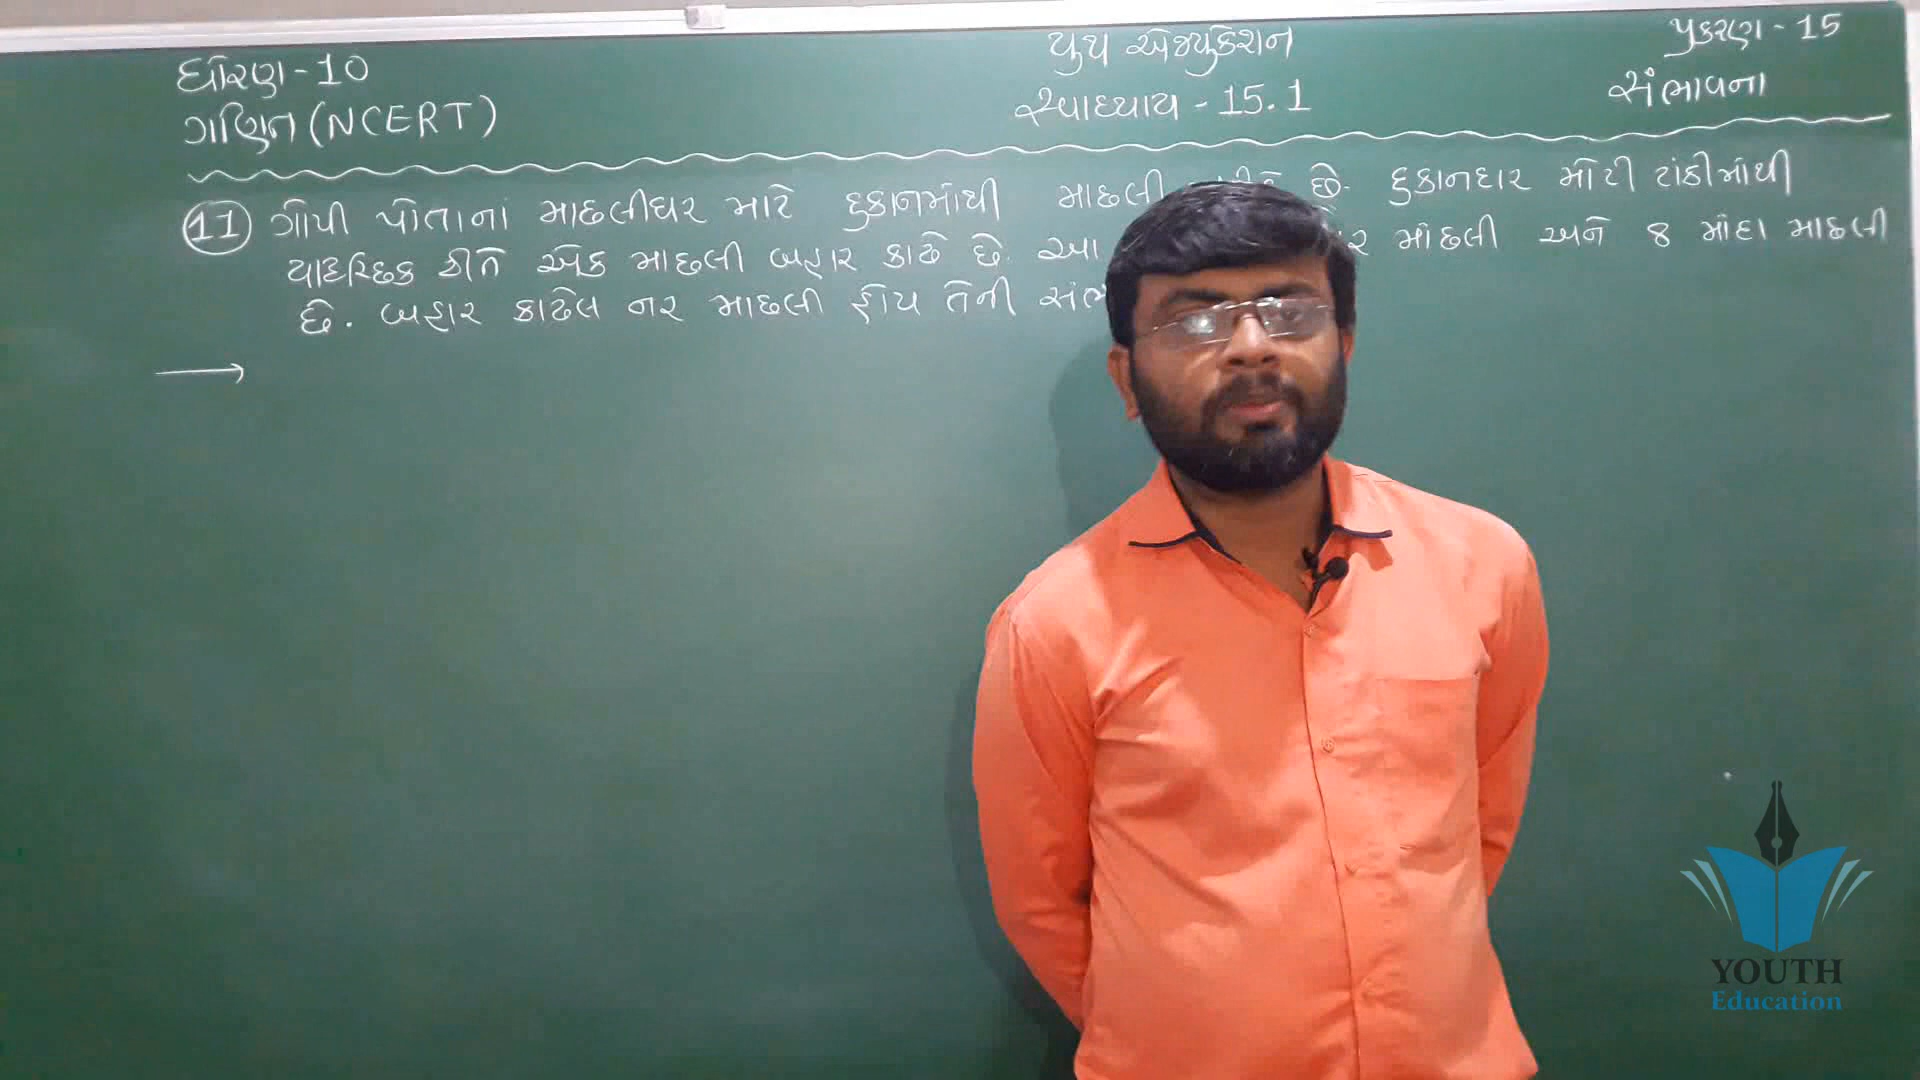 ધોરણ - 10
ગણિત (NCERT)
યુથ એજ્યુકેશન
સ્વાધ્યાય - 15.1
પ્રકરણ - 15
સંભાવના
11 ગોપી પોતાનાં માછલીઘર માટે દુકાનમાંથી માછલી છે. દુકાનદાર મોટી ટાંકીમાંથી
યાદચ્છિક રીતે એક માછલી બહાર કાઢે છે. આ માછલી અને 8 માદા માછલી
છે. બહાર કાઢેલ નર માછલી હોય તેની
YOUTH
Education